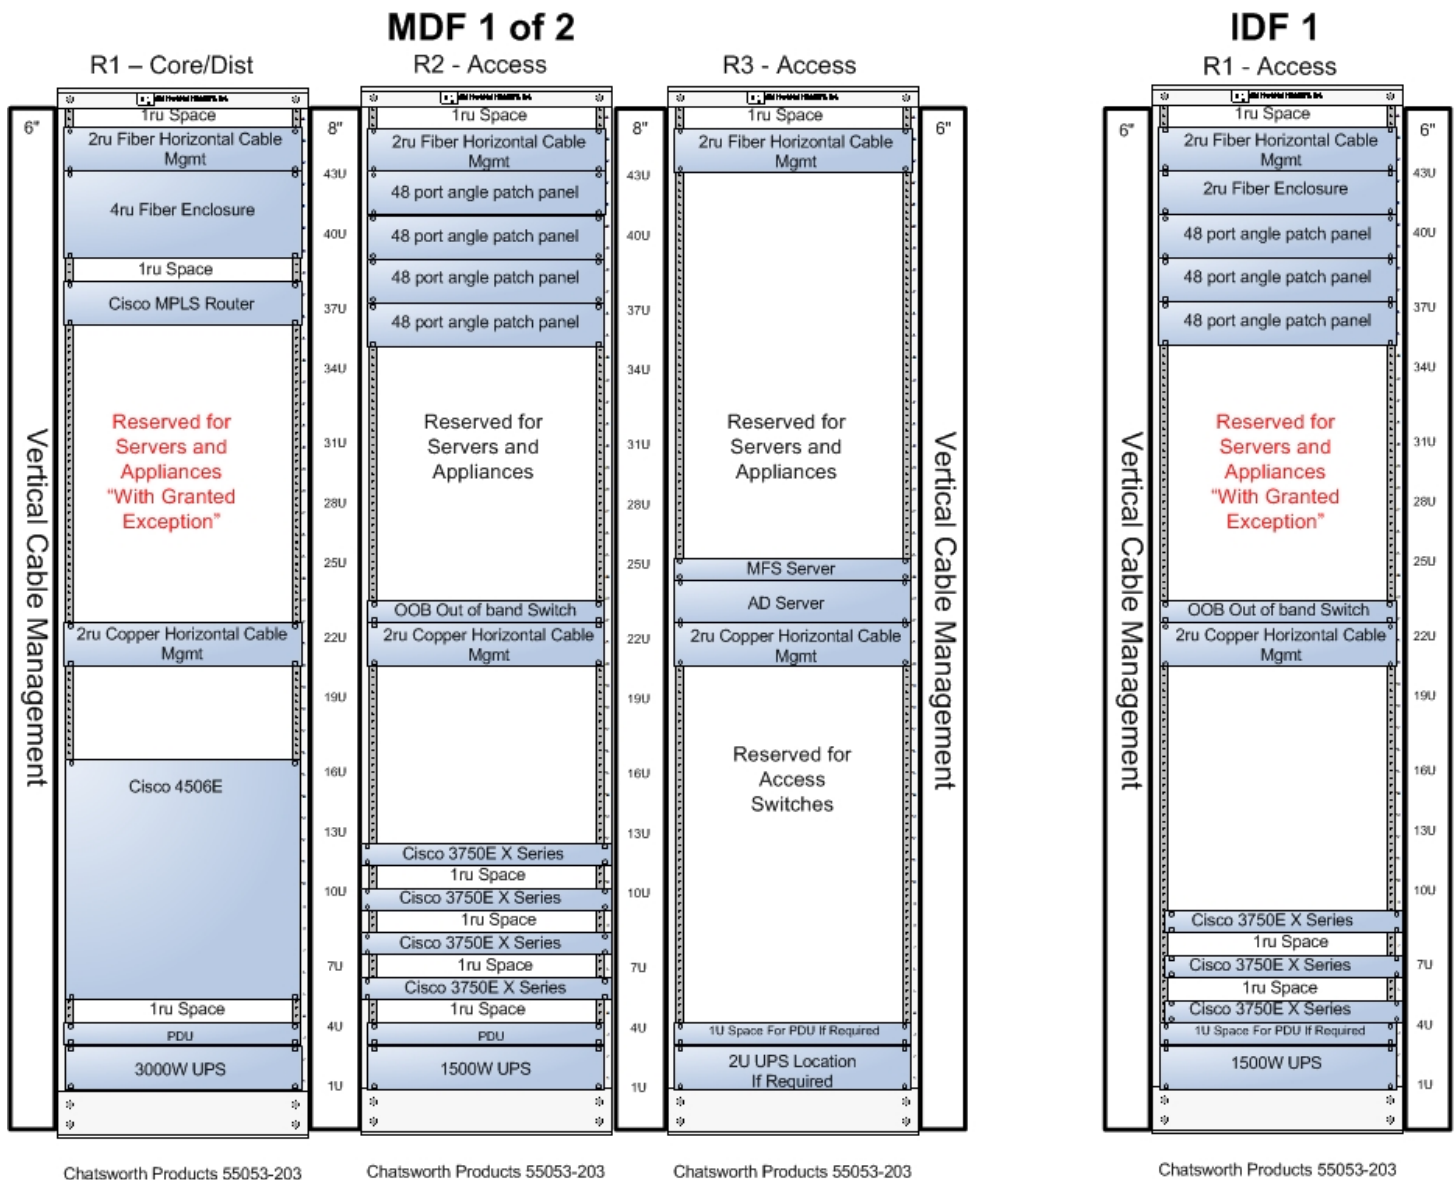 MDF 1 of 2
IDF 1
R1 – Core/Dist
R2 - Access
R3 - Access
R1 - Access
6"
Vertical Cable Management
1ru Space
2ru Fiber Horizontal Cable
Mgmt
4ru Fiber Enclosure
1ru Space
Cisco MPLS Router
Reserved for
Servers and
Appliances
"With Granted
Exception"
2ru Copper Horizontal Cable
Mgmt
Cisco 4506E
1ru Space
PDU
3000W UPS
Chatsworth Products 55053-203
8"
43U
40U
37U
34U
31U
28U
25U
22U
19U
16U
13U
10U
7U
4U
1U
1ru Space
2ru Fiber Horizontal Cable
Mgmt
48 port angle patch panel
48 port angle patch panel
48 port angle patch panel
48 port angle patch panel
Reserved for
Servers and
Appliances
OOB Out of band Switch
2ru Copper Horizontal Cable
Mgmt
Cisco 3750E X Series
1ru Space
Cisco 3750E X Series
1ru Space
Cisco 3750E X Series
1ru Space
Cisco 3750E X Series
1ru Space
PDU
1500W UPS
Chatsworth Products 55053-203
8"
43U
40U
37U
34U
31U
28U
25U
22U
19U
16U
13U
10U
7U
4U
1U
1ru Space
2ru Fiber Horizontal Cable
Mgmt
Reserved for
Servers and
Appliances
MFS Server
AD Server
2ru Copper Horizontal Cable
Mgmt
Reserved for
Access
Switches
1U Space For PDU If Required
2U UPS Location
If Required
Chatsworth Products 55053-203
6"
Vertical Cable Management
6"
Vertical Cable Management
1ru Space
2ru Fiber Horizontal Cable
Mgmt
2ru Fiber Enclosure
48 port angle patch panel
48 port angle patch panel
48 port angle patch panel
Reserved for
Servers and
Appliances
"With Granted
Exception"
OOB Out of band Switch
2ru Copper Horizontal Cable
Mgmt
Cisco 3750E X Series
1ru Space
Cisco 3750E X Series
1ru Space
Cisco 3750E X Series
1U Space For PDU If Required
1500W UPS
Chatsworth Products 55053-203
6"
43U
40U
37U
34U
31U
28U
25U
22U
19U
16U
13U
10U
7U
4U
1U